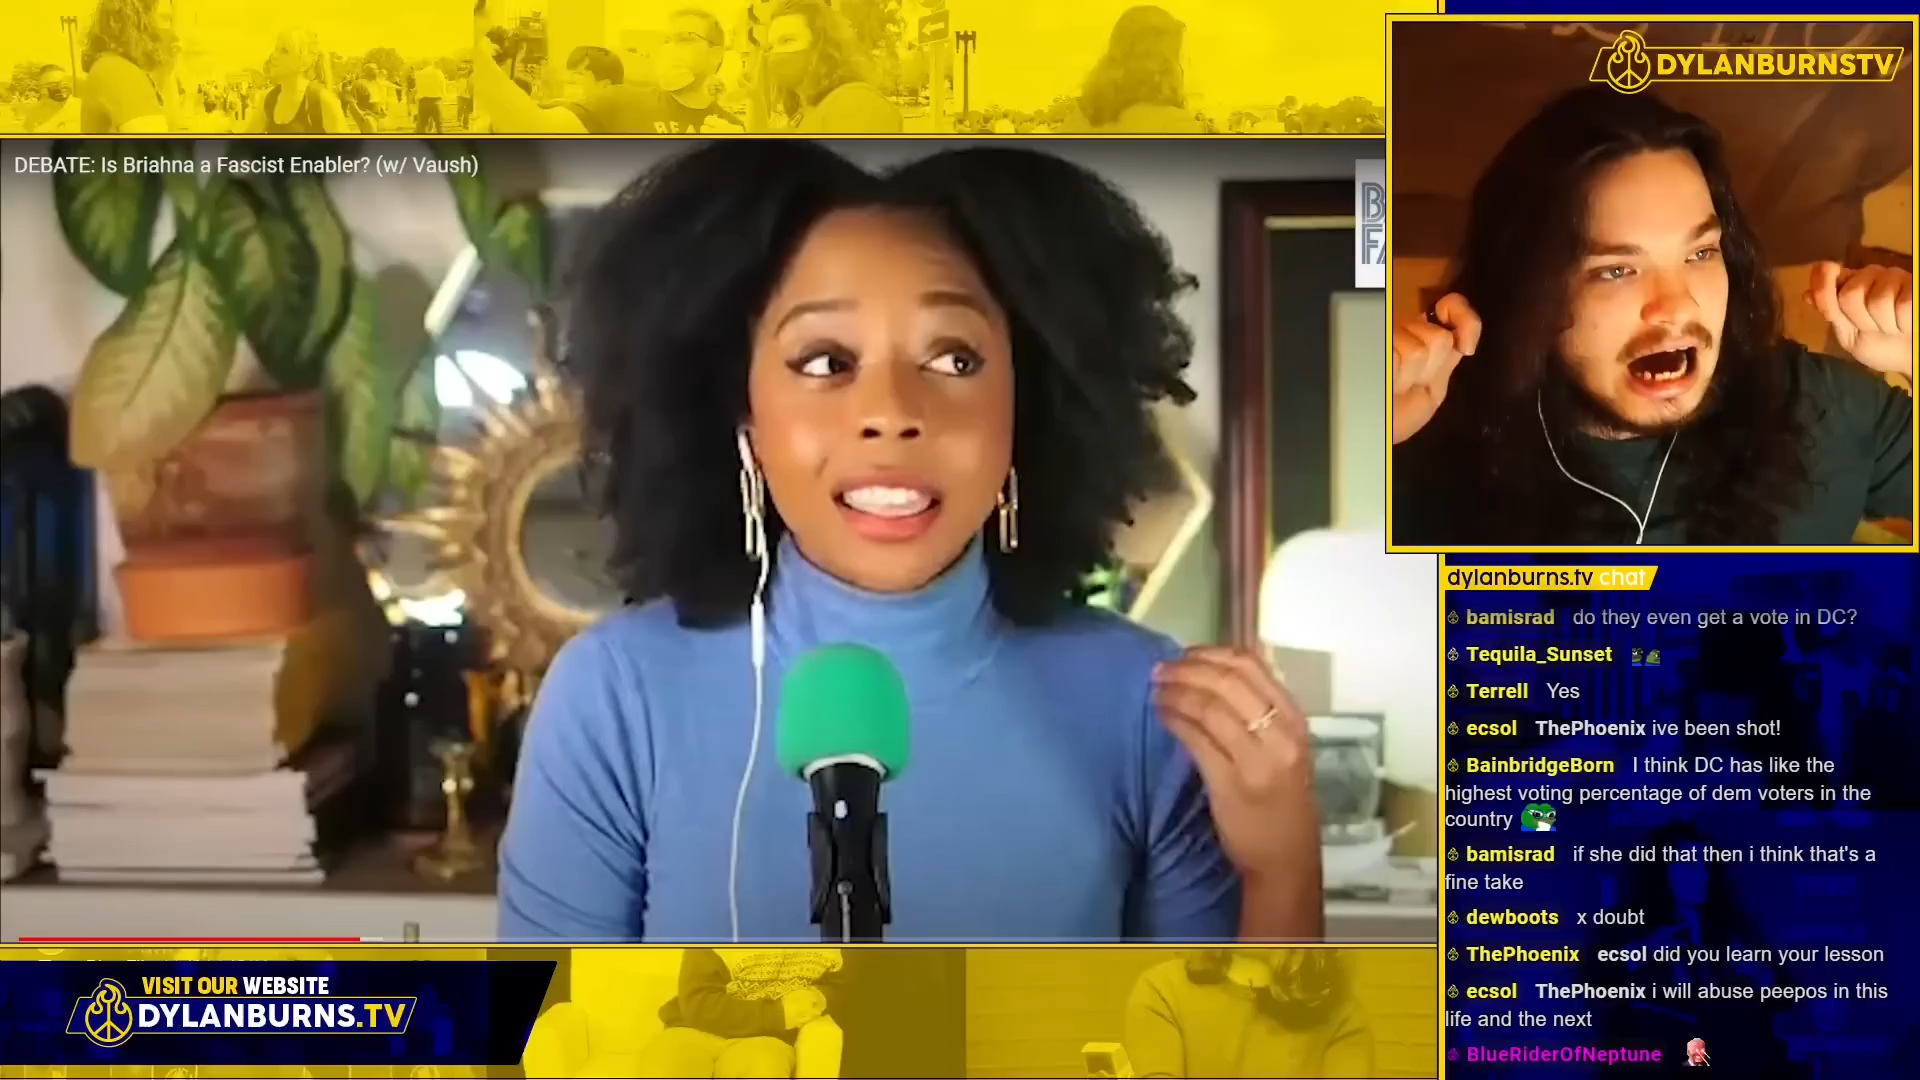 DEBATE: Is Briahna a Fascist Enabler? (w/ Vaush)
DYLANBURNSTV
dylanburns.tv chat
bamisrad do they even get a vote in DC?
Tequila_Sunset
Terrell Yes
ecsol ThePhoenix ive been shot!
BainbridgeBorn I think DC has like the
highest voting percentage of dem voters in the
country
bamisrad if she did that then i think that's a
fine take
dewboots x doubt
ThePhoenix ecsol did you learn your lesson
ecsol ThePhoenix i will abuse peepos in this
life and the next
BlueRiderOfNeptune
VISIT OUR WEBSITE
DYLANBURNS.TV